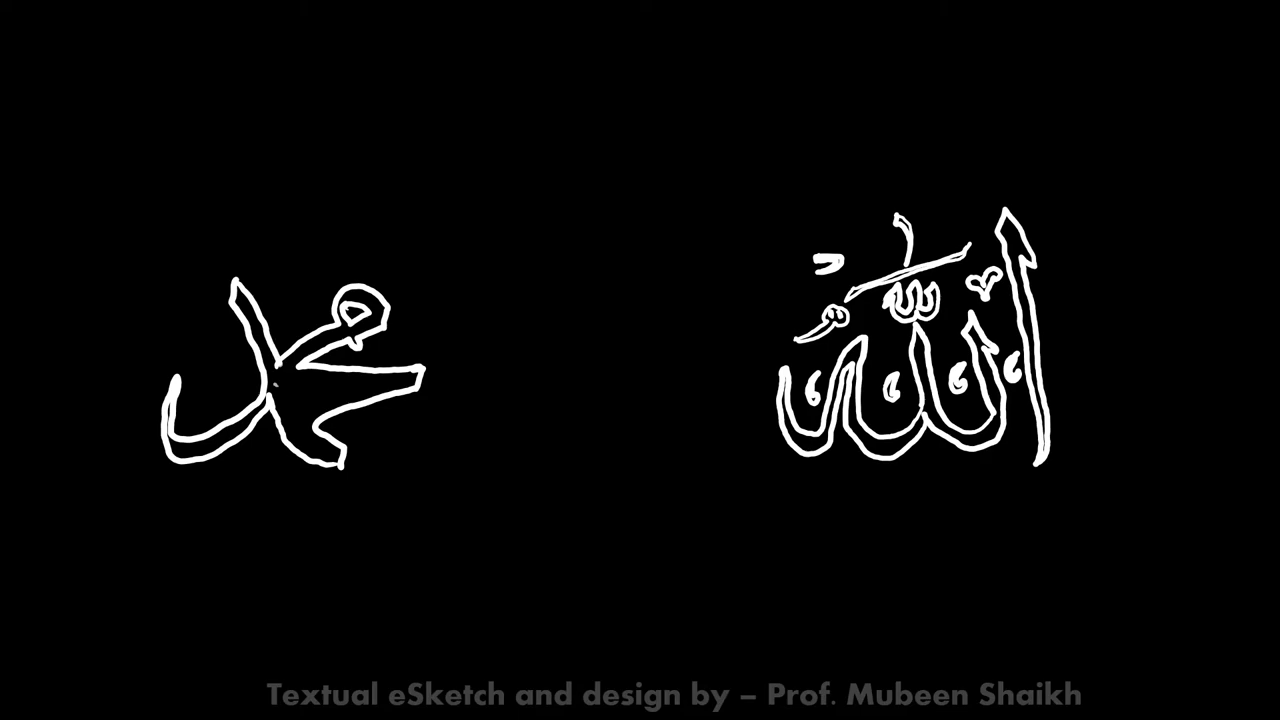 الله محمد
Textual eSketch and design by – Prof. Mubeen Shaikh